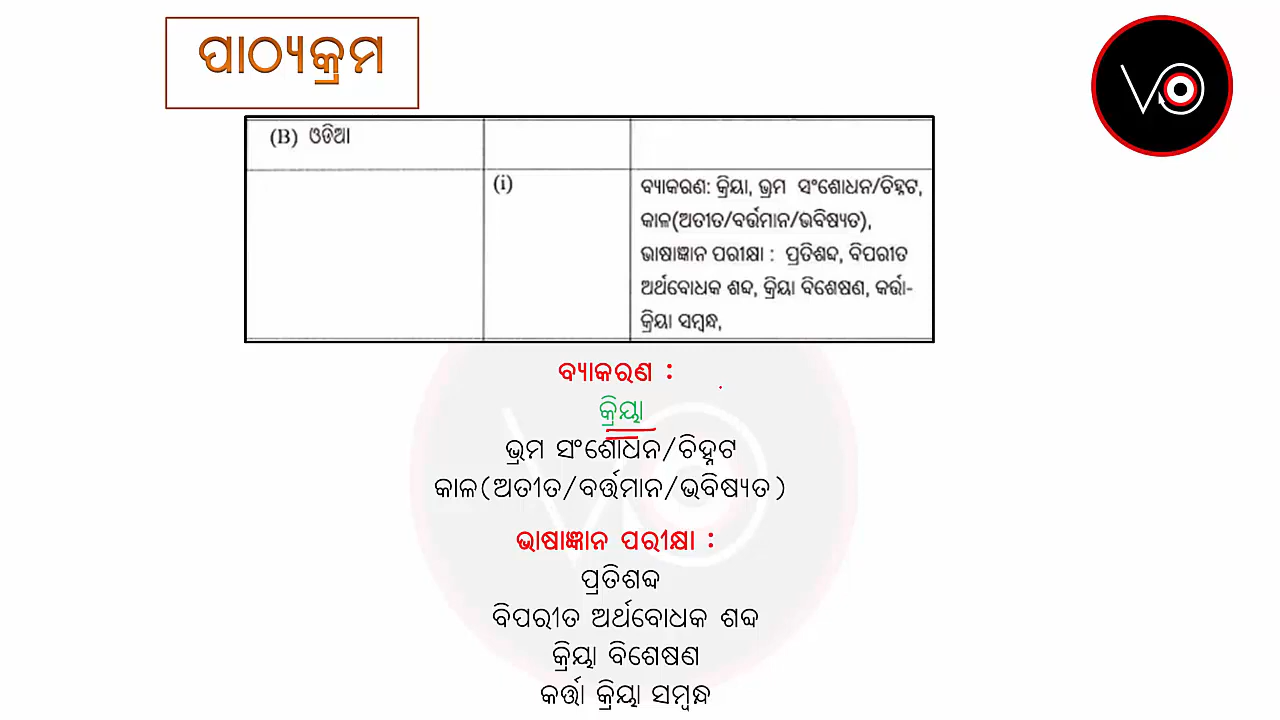 ପାଠ୍ୟକ୍ରମ
VO
(B) ଓଡିଆ
(i)
ବ୍ୟାକରଣ: କ୍ରିୟା, ଭ୍ରମ ସଂଶୋଧନ/ଚିହ୍ନଟ,
କାଳ(ଅତୀତ/ବର୍ତ୍ତମାନ/ଭବିଷ୍ୟତ),
ଭାଷାଜ୍ଞାନ ପରୀକ୍ଷା : ପ୍ରତିଶବ୍ଦ, ବିପରୀତ
ଅର୍ଥବୋଧକ ଶବ୍ଦ, କ୍ରିୟା ବିଶେଷଣ, କର୍ତ୍ତା-
କ୍ରିୟା ସମ୍ବନ୍ଧ,
ବ୍ୟାକରଣ :
କ୍ରିୟା
ଭ୍ରମ ସଂଶୋଧନ/ଚିହ୍ନଟ
କାଳ(ଅତୀତ/ବର୍ତ୍ତମାନ/ଭବିଷ୍ୟତ)
ଭାଷାଜ୍ଞାନ ପରୀକ୍ଷା :
ପ୍ରତିଶବ୍ଦ
ବିପରୀତ ଅର୍ଥବୋଧକ ଶବ୍ଦ
କ୍ରିୟା ବିଶେଷଣ
କର୍ତ୍ତା କ୍ରିୟା ସମ୍ବନ୍ଧ